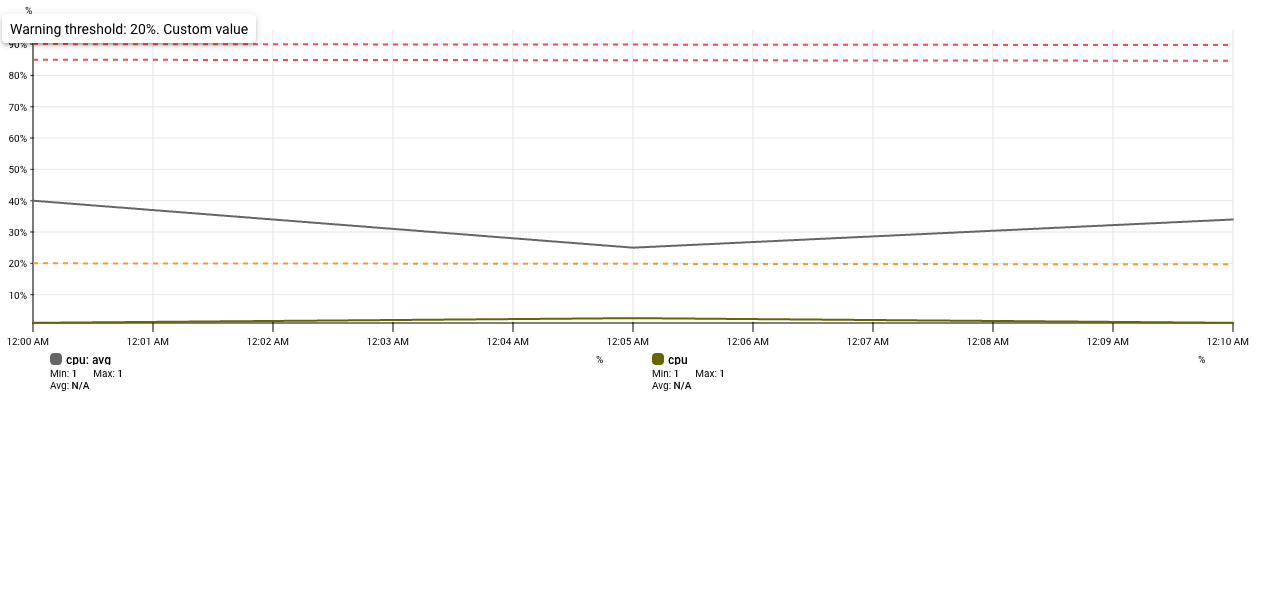 %
Warning threshold: 20%. Custom value
90%
80%
70%
60%
50%
40%
30%
20%
10%
12:00 AM 12:01 AM 12:02 AM 12:03 AM 12:04 AM 12:05 AM 12:06 AM 12:07 AM 12:08 AM 12:09 AM 12:10 AM
cpu: avg % cpu %
Min: 1 Max: 1 Min: 1 Max: 1
Avg: N/A Avg: N/A